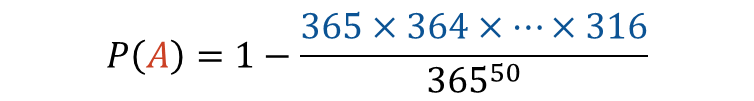 P(A) = 1 − (365 × 364 × ⋯ × 316) / 365^50